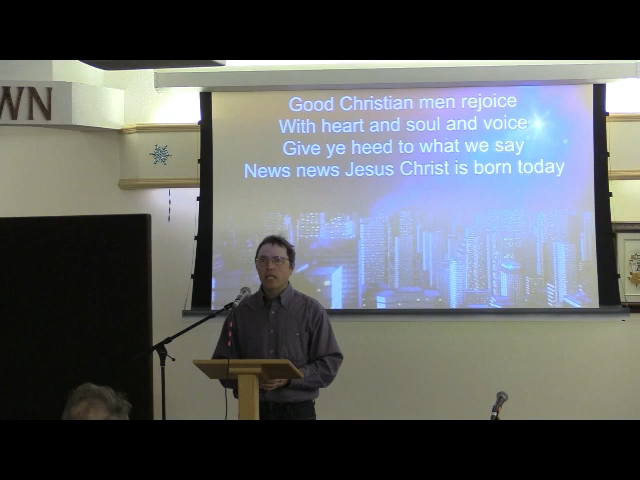 WN
Good Christian men rejoice
With heart and soul and voice
Give ye heed to what we say
News news Jesus Christ is born today